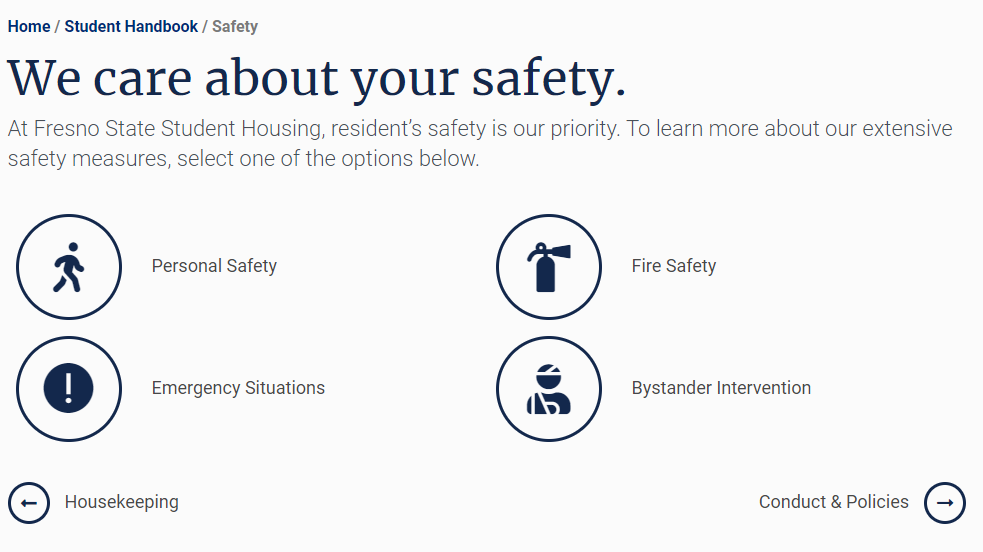 Home / Student Handbook / Safety
We care about your safety.
At Fresno State Student Housing, resident’s safety is our priority. To learn more about our extensive
safety measures, select one of the options below.
Personal Safety
Fire Safety
Emergency Situations
Bystander Intervention
Housekeeping
Conduct & Policies